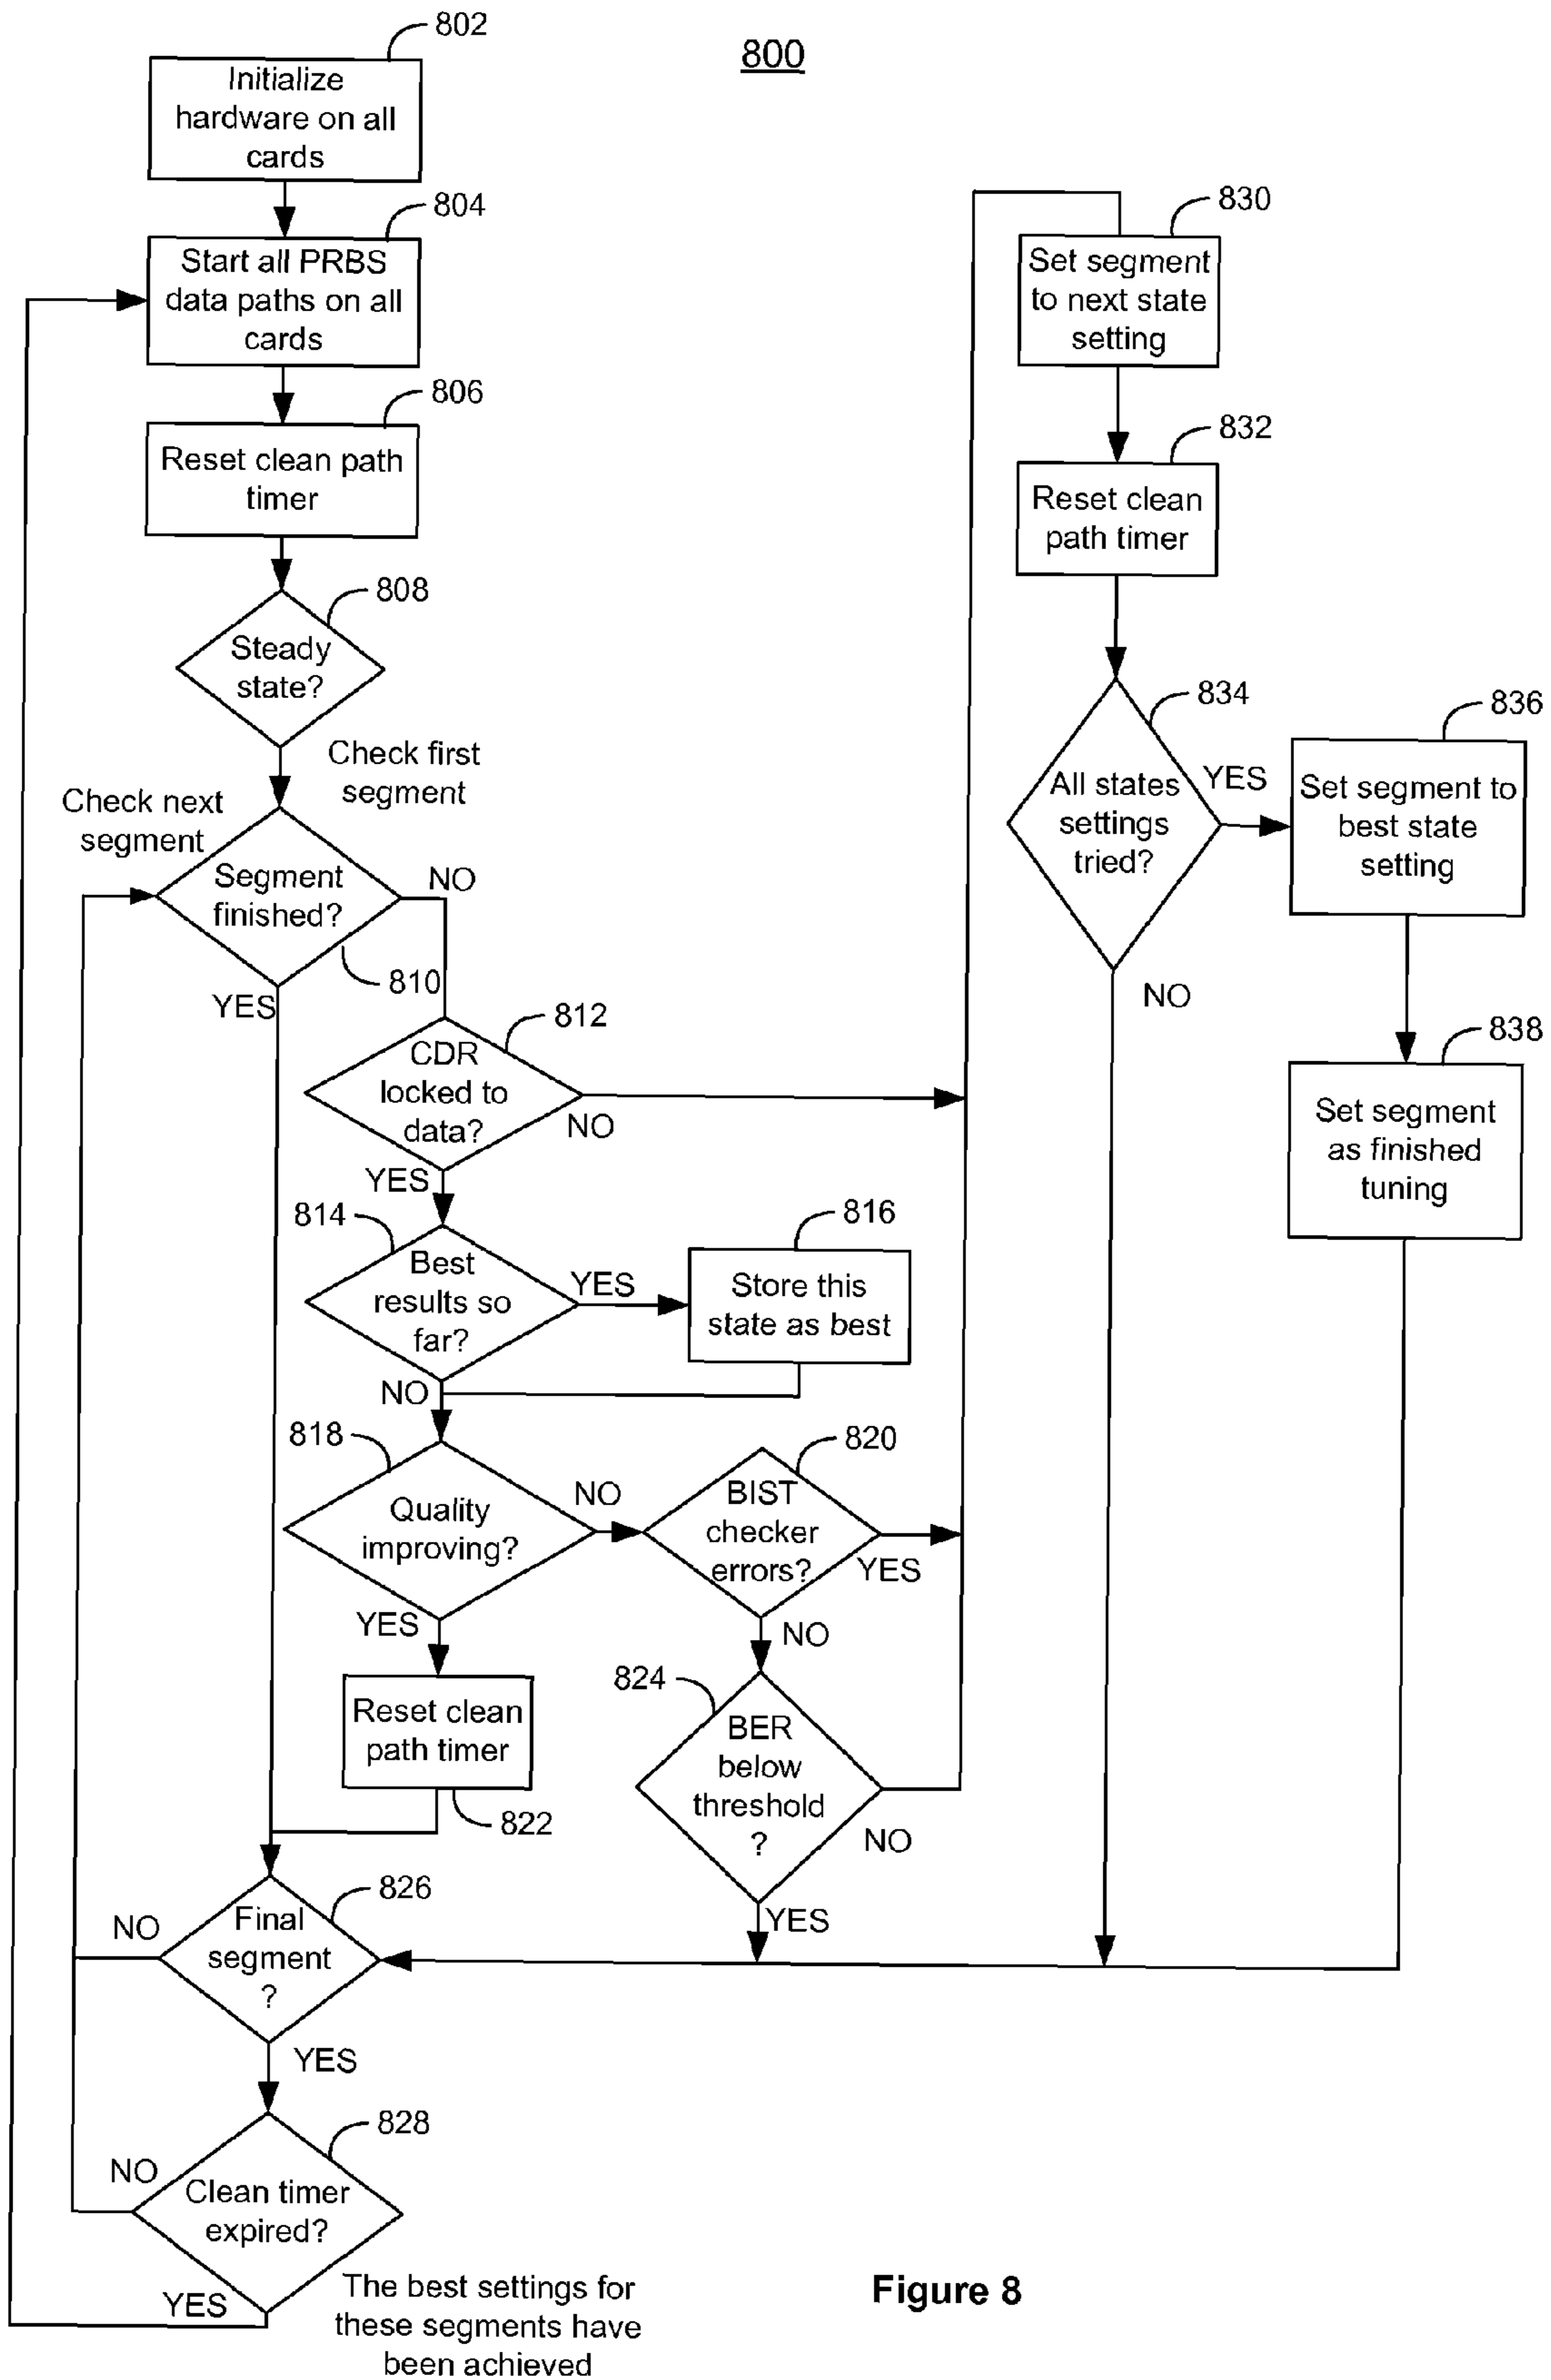 802
800
Initialize
hardware on all
cards
804
Start all PRBS
data paths on all
cards
806
Reset clean path
timer
808
Steady
state?
Check first
segment
Check next
segment
Segment
finished?
NO
810
YES
812
CDR
locked to
data?
NO
YES
814
Best
results so
far?
YES
816
Store this
state as best
NO
818
Quality
improving?
NO
820
BIST
checker
errors?
YES
YES
NO
Reset clean
path timer
822
824
BER
below
threshold
?
NO
YES
826
Final
segment
?
NO
YES
828
Clean timer
expired?
NO
YES
The best settings for
these segments have
been achieved
830
Set segment
to next state
setting
832
Reset clean
path timer
834
All states
settings
tried?
YES
NO
836
Set segment to
best state
setting
838
Set segment
as finished
tuning
Figure 8